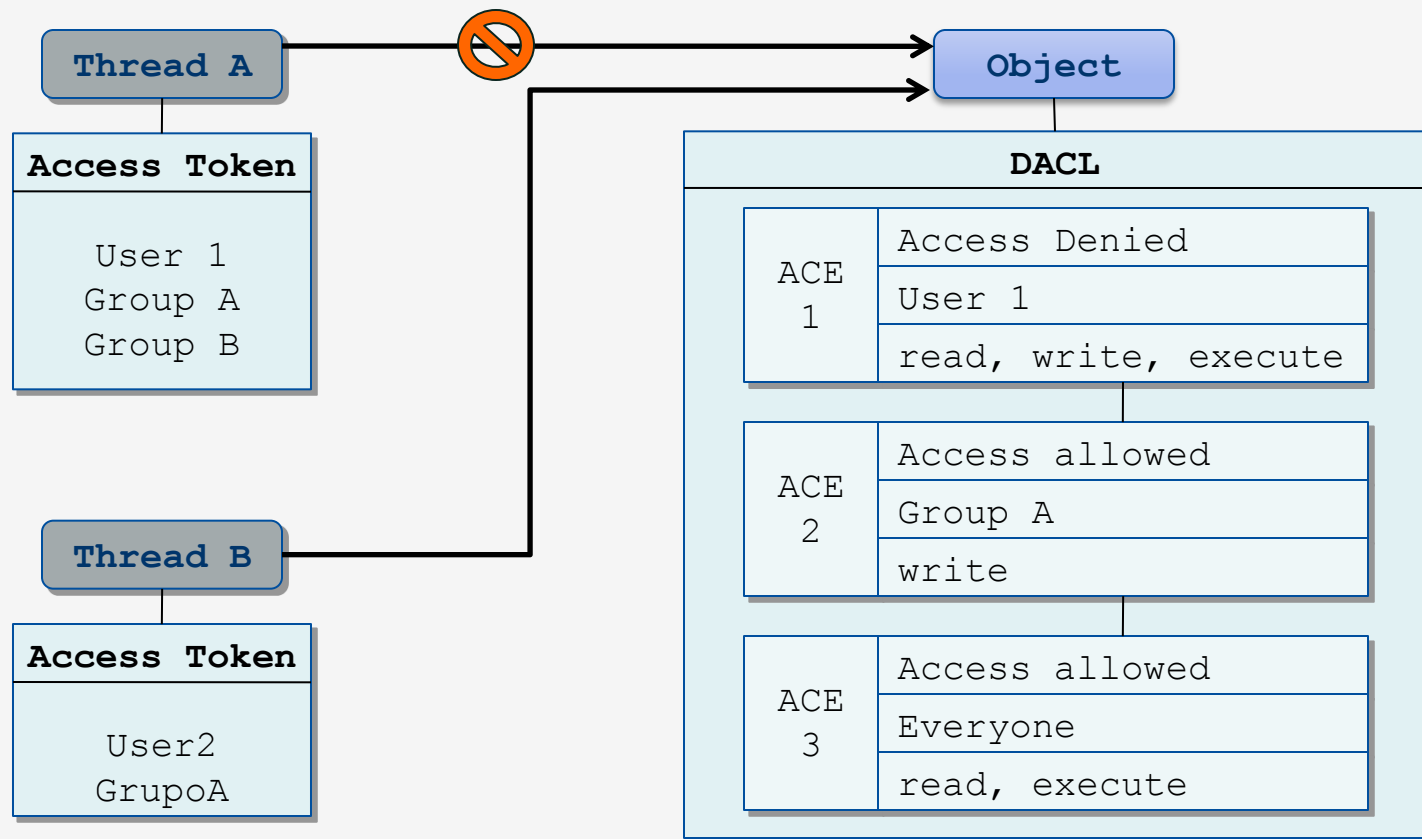 Thread A
Access Token
User 1
Group A
Group B
Thread B
Access Token
User2
GrupoA
Object
DACL
ACE
1
Access Denied
User 1
read, write, execute
ACE
2
Access allowed
Group A
write
ACE
3
Access allowed
Everyone
read, execute